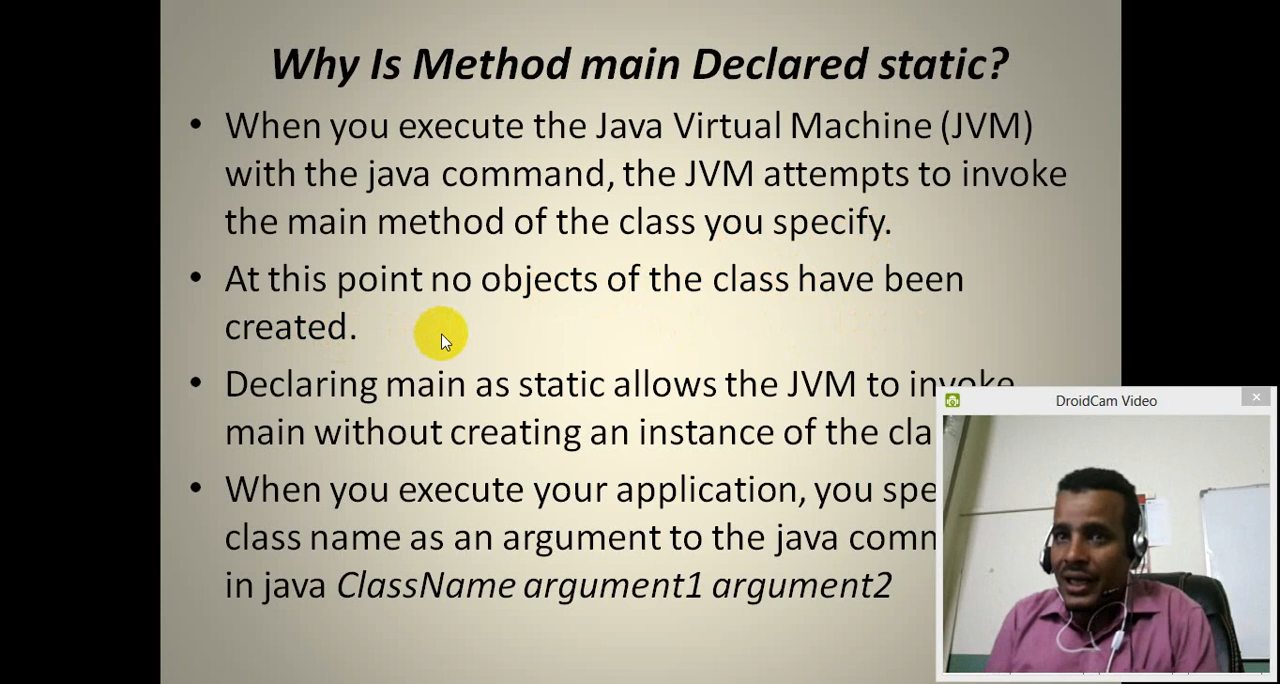 Why Is Method main Declared static?
• When you execute the Java Virtual Machine (JVM)
with the java command, the JVM attempts to invoke
the main method of the class you specify.
• At this point no objects of the class have been
created.
• Declaring main as static allows the JVM to invoke
main without creating an instance of the cla
• When you execute your application, you spe
class name as an argument to the java comm
in java ClassName argument1 argument2
DroidCam Video